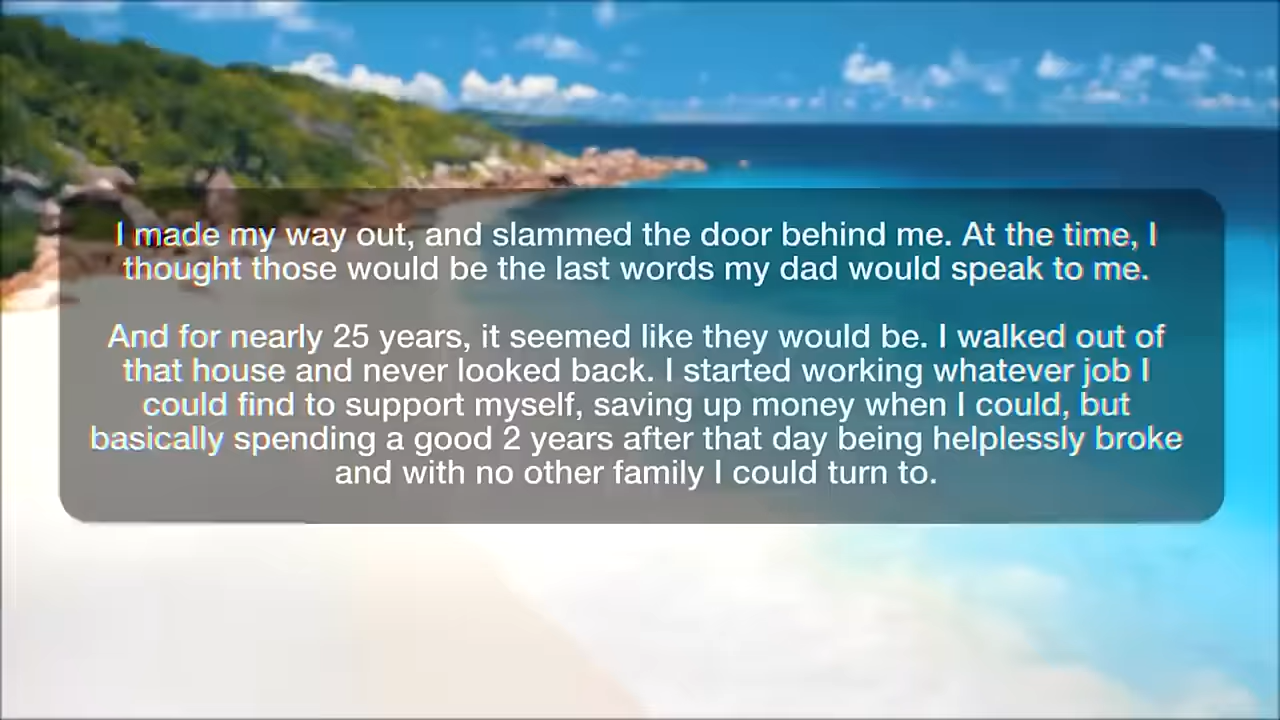 I made my way out, and slammed the door behind me. At the time, I
thought those would be the last words my dad would speak to me.
And for nearly 25 years, it seemed like they would be. I walked out of
that house and never looked back. I started working whatever job I
could find to support myself, saving up money when I could, but
basically spending a good 2 years after that day being helplessly broke
and with no other family I could turn to.